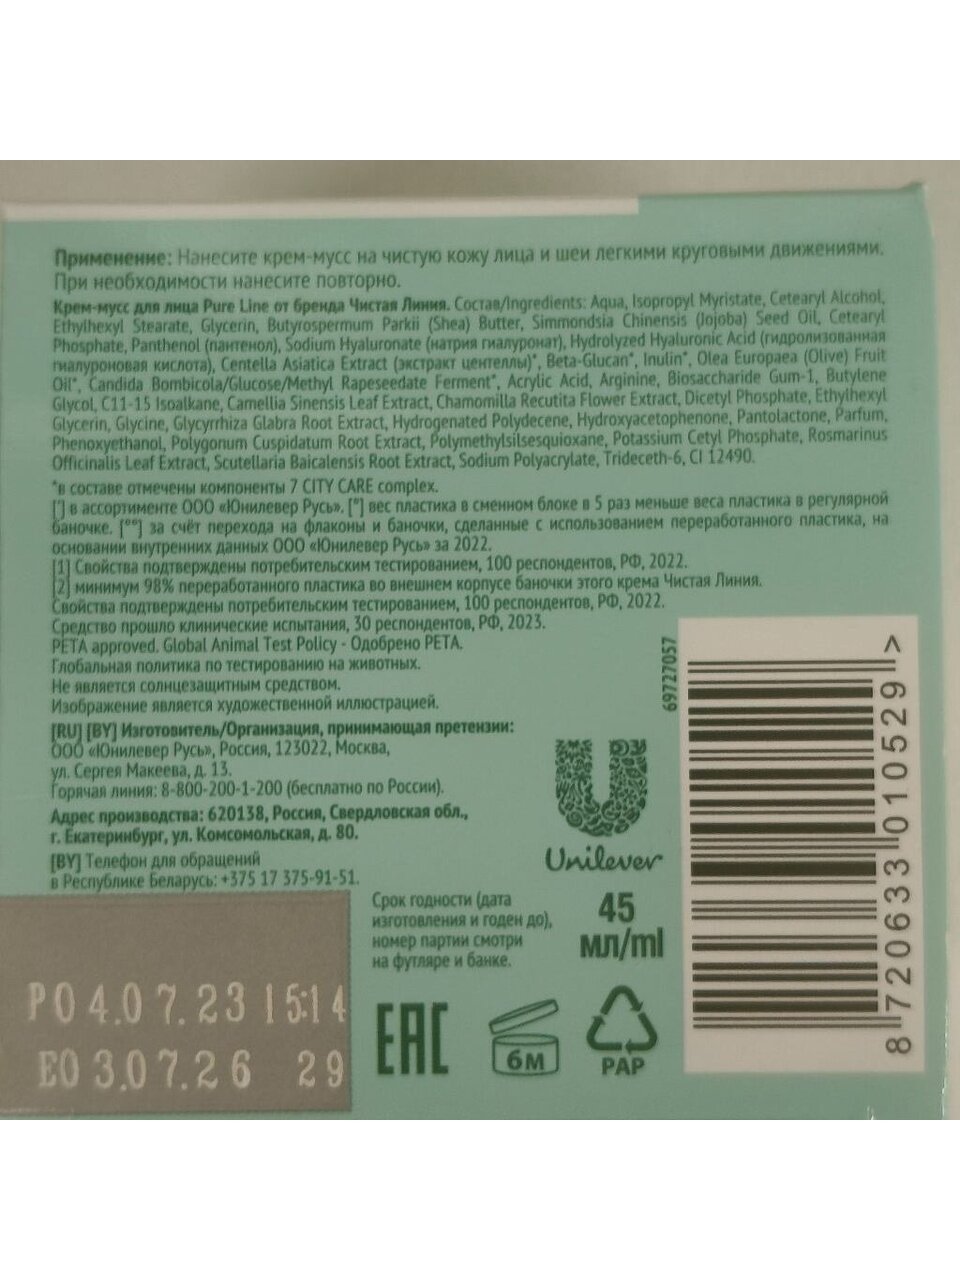 Применение: Нанесите крем-мусс на чистую кожу лица и шеи легкими круговыми движениями.
При необходимости нанесите повторно.
Крем-мусс для лица Pure Line от бренда Чистая Линия. Состав/Ingredients: Aqua, Isopropyl Myristate, Cetearyl Alcohol,
Ethylhexyl Stearate, Glycerin, Butyrospermum Parkii (Shea) Butter, Simmondsia Chinensis (Jojoba) Seed Oil, Cetearyl
Phosphate, Panthenol (пантенол), Sodium Hyaluronate (натрия гиалуронат), Hydrolyzed Hyaluronic Acid (гидролизованная
гиалуроновая кислота), Centella Asiatica Extract (экстракт центеллы)*, Beta-Glucan*, Inulin*, Olea Europaea (Olive) Fruit
Oil*, Candida Bombicola/Glucose/Methyl Rapeseedate Ferment*, Acrylic Acid, Arginine, Biosaccharide Gum-1, Butylene
Glycol, C11-15 Isoalkane, Camellia Sinensis Leaf Extract, Chamomilla Recutita Flower Extract, Dicetyl Phosphate, Ethylhexyl
Glycerin, Glycine, Glycyrrhiza Glabra Root Extract, Hydrogenated Polydecene, Hydroxyacetophenone, Pantolactone, Parfum,
Phenoxyethanol, Polygonum Cuspidatum Root Extract, Polymethylsilsesquioxane, Potassium Cetyl Phosphate, Rosmarinus
Officinalis Leaf Extract, Scutellaria Baicalensis Root Extract, Sodium Polyacrylate, Trideceth-6, CI 12490.
*в составе отмечены компоненты 7 CITY CARE complex.
[°] в ассортименте ООО «Юнилевер Русь». [°] вес пластика в сменном блоке в 5 раз меньше веса пластика в регулярной
баночке. [°°] за счёт перехода на флаконы и баночки, сделанные с использованием переработанного пластика, на
основании внутренних данных ООО «Юнилевер Русь» за 2022.
[1] Свойства подтверждены потребительским тестированием, 100 респондентов, РФ, 2022.
[2] минимум 98% переработанного пластика во внешнем корпусе баночки этого крема Чистая Линия.
Свойства подтверждены потребительским тестированием, 100 респондентов, РФ, 2022.
Средство прошло клинические испытания, 30 респондентов, РФ, 2023.
PETA approved. Global Animal Test Policy - Одобрено PETA.
Глобальная политика по тестированию на животных.
Не является солнцезащитным средством.
Изображение является художественной иллюстрацией.
[RU] [BY] Изготовитель/Организация, принимающая претензии:
ООО «Юнилевер Русь», Россия, 123022, Москва,
ул. Сергея Макеева, д. 13.
Горячая линия: 8-800-200-1-200 (бесплатно по России).
Адрес производства: 620138, Россия, Свердловская обл.,
г. Екатеринбург, ул. Комсомольская, д. 80.
[BY] Телефон для обращений
в Республике Беларусь: +375 17 375-91-51.
Unilever
69727057
8 720633 010529 >
Срок годности (дата
изготовления и годен до),
номер партии смотри
на футляре и банке.
45
мл/ml
P04.07.23 15:14
E03.07.26 29
EAC
6M
PAP